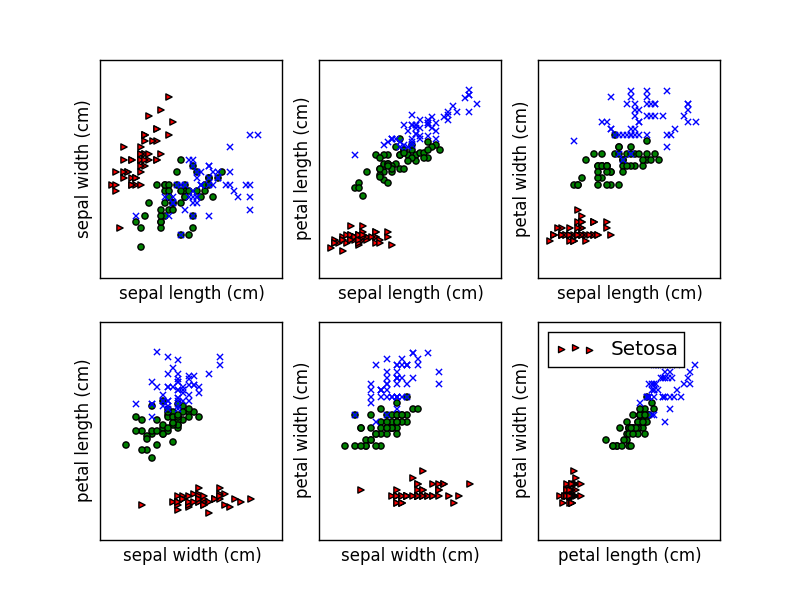 sepal width (cm)
sepal length (cm)
petal length (cm)
sepal length (cm)
petal width (cm)
sepal length (cm)
petal length (cm)
sepal width (cm)
petal width (cm)
sepal width (cm)
Setosa
petal width (cm)
petal length (cm)